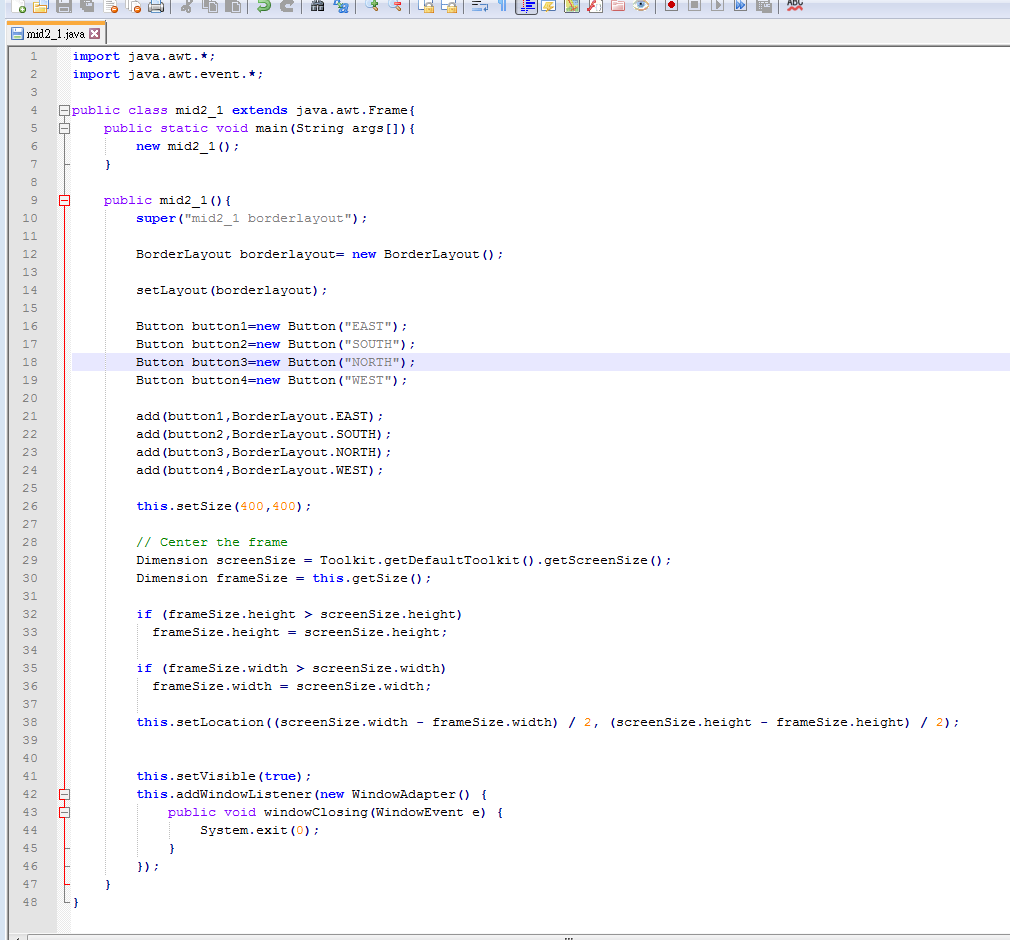 ABC
mid2_1.java
1 import java.awt.*;
2 import java.awt.event.*;
3
4 public class mid2_1 extends java.awt.Frame{
5     public static void main(String args[]){
6         new mid2_1();
7     }
8
9     public mid2_1(){
10         super("mid2_1 borderlayout");
11
12         BorderLayout borderlayout= new BorderLayout();
13
14         setLayout(borderlayout);
15
16         Button button1=new Button("EAST");
17         Button button2=new Button("SOUTH");
18         Button button3=new Button("NORTH");
19         Button button4=new Button("WEST");
20
21         add(button1,BorderLayout.EAST);
22         add(button2,BorderLayout.SOUTH);
23         add(button3,BorderLayout.NORTH);
24         add(button4,BorderLayout.WEST);
25
26         this.setSize(400,400);
27
28         // Center the frame
29         Dimension screenSize = Toolkit.getDefaultToolkit().getScreenSize();
30         Dimension frameSize = this.getSize();
31
32         if (frameSize.height > screenSize.height)
33           frameSize.height = screenSize.height;
34
35         if (frameSize.width > screenSize.width)
36           frameSize.width = screenSize.width;
37
38         this.setLocation((screenSize.width - frameSize.width) / 2, (screenSize.height - frameSize.height) / 2);
39
40
41         this.setVisible(true);
42         this.addWindowListener(new WindowAdapter() {
43             public void windowClosing(WindowEvent e) {
44                 System.exit(0);
45             }
46         });
47     }
48 }